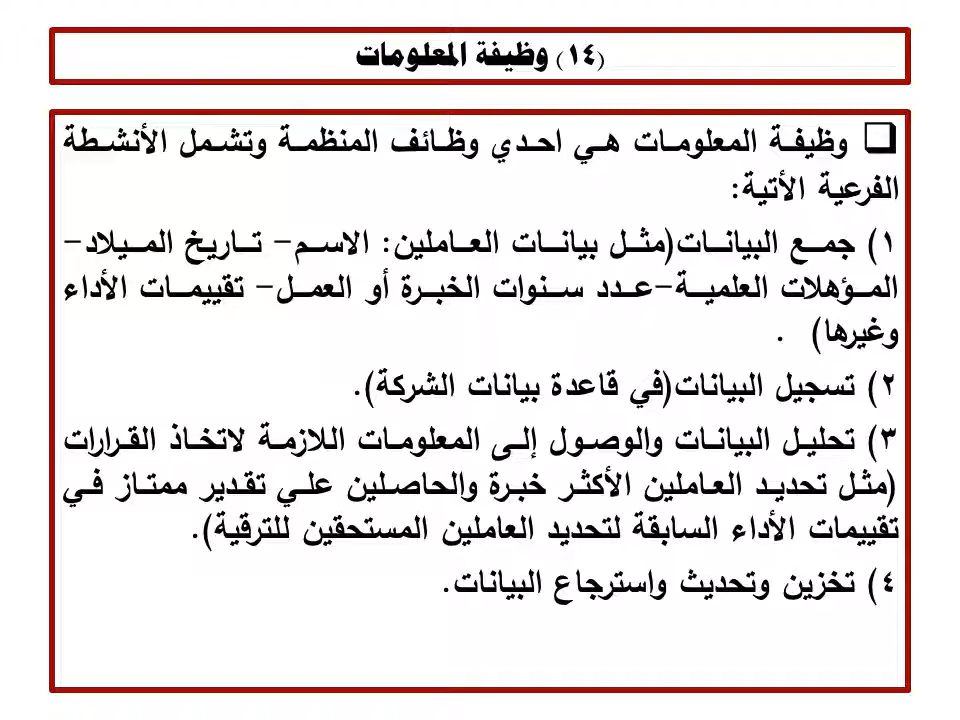 (١٤) وظيفة المعلومات
❑ وظيفة المعلومات هي احدي وظائف المنظمة وتشمل الأنشطة
الفرعية الأتية:
١) جمع البيانات(مثل بيانات العاملين: الاسم- تاريخ الميلاد-
المؤهلات العلمية-عدد سنوات الخبرة أو العمل- تقييمات الأداء
وغيرها) .
٢) تسجيل البيانات(في قاعدة بيانات الشركة).
٣) تحليل البيانات والوصول إلى المعلومات اللازمة لاتخاذ القرارات
(مثل تحديد العاملين الأكثر خبرة والحاصلين علي تقدير ممتاز في
تقييمات الأداء السابقة لتحديد العاملين المستحقين للترقية).
٤) تخزين وتحديث واسترجاع البيانات.